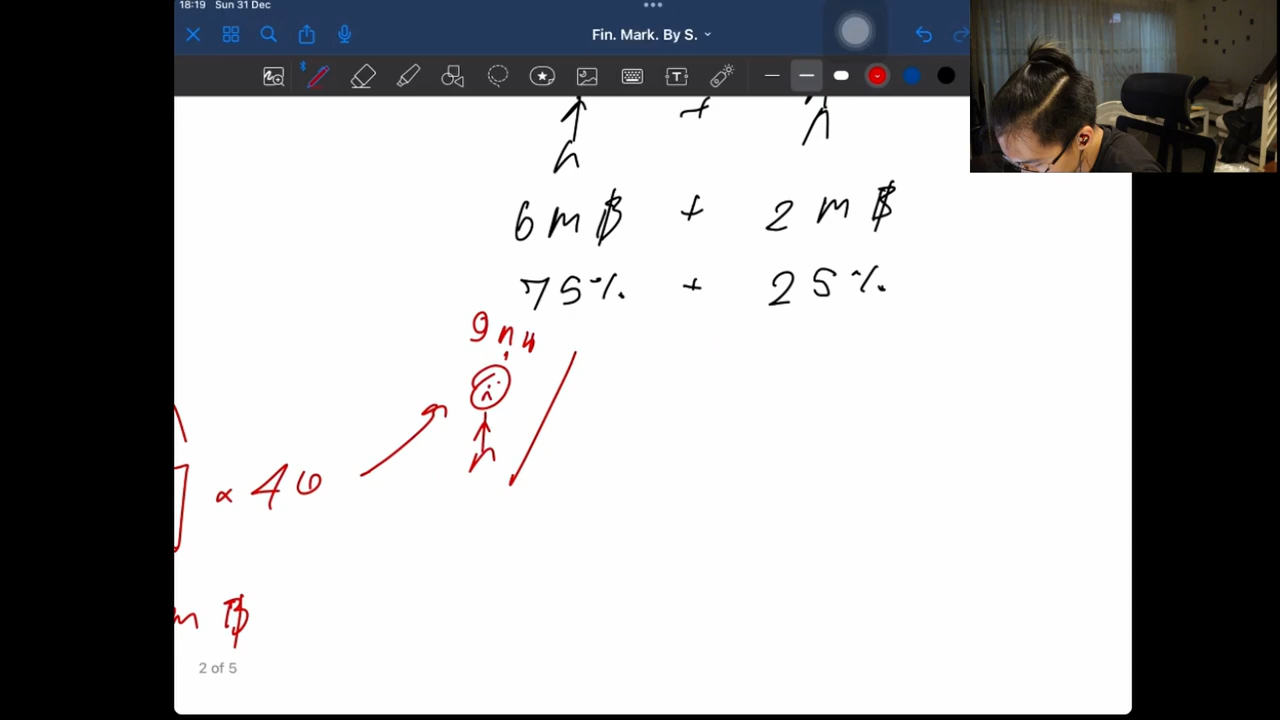 18:19 Sun 31 Dec
Fin. Mark. By S.
+
6 m ฿ + 2 m ฿
75% + 25%
× 40
m ฿
2 of 5